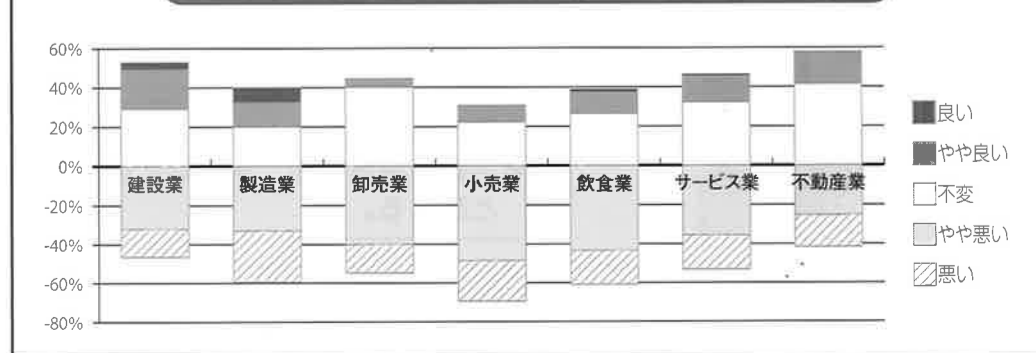 60%
40%
20%
0%
-20%
-40%
-60%
-80%
建設業 製造業 卸売業 小売業 飲食業 サービス業 不動産業
良い
やや良い
不変
やや悪い
悪い